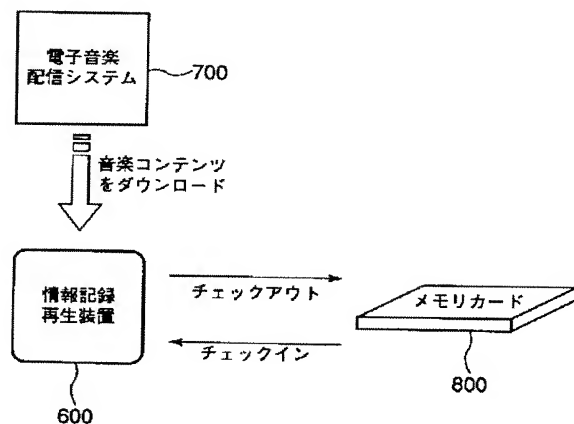 電子音楽
配信システム
700
音楽コンテンツ
をダウンロード
情報記録
再生装置
チェックアウト
メモリカード
チェックイン
800
600